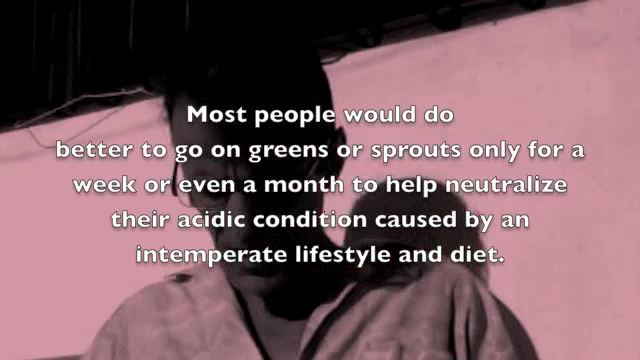 Most people would do
better to go on greens or sprouts only for a
week or even a month to help neutralize
their acidic condition caused by an
intemperate lifestyle and diet.